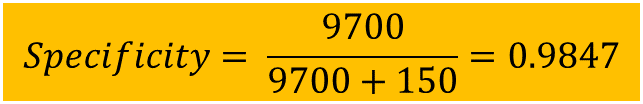 Specificity = 9700 / 9700 + 150 = 0.9847